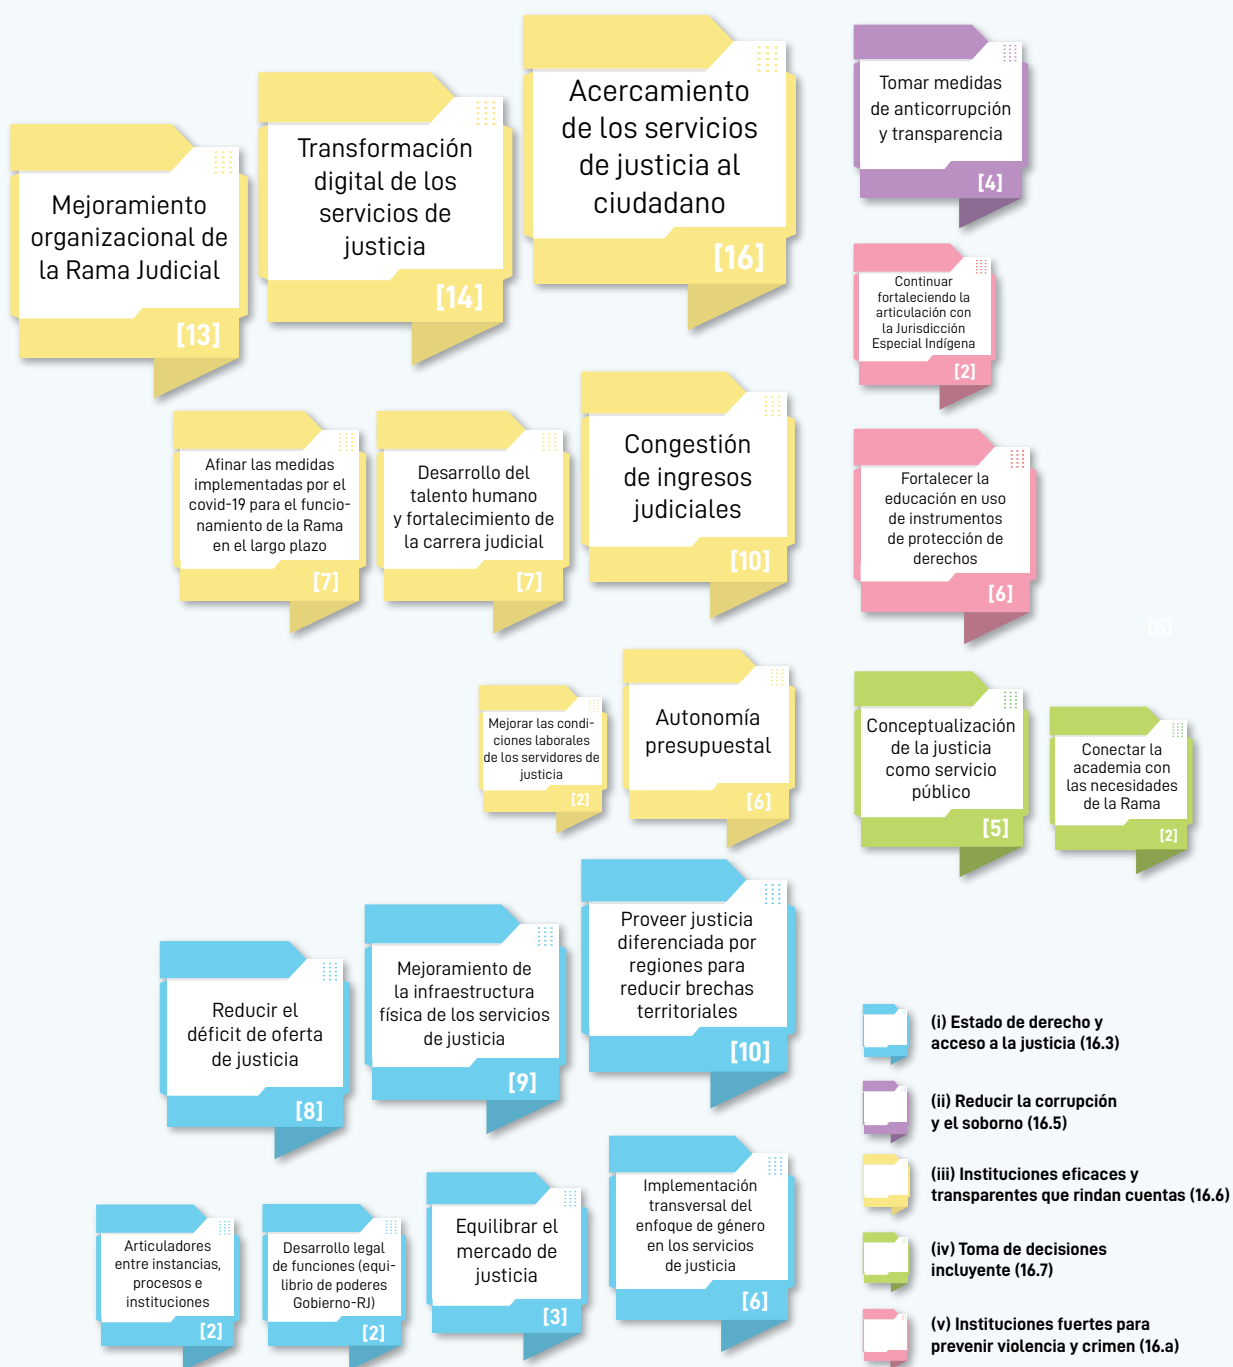 Acercamiento
de los servicios
de justicia al
ciudadano
[16]
Transformación
digital de los
servicios de
justicia
[14]
Mejoramiento
organizacional de
la Rama Judicial
[13]
Tomar medidas
de anticorrupción
y transparencia
[4]
Continuar
fortaleciendo la
articulación con
la Jurisdicción
Especial Indígena
[2]
Afinar las medidas
implementadas por el
covid-19 para el funcio-
namiento de la Rama
en el largo plazo
[7]
Desarrollo del
talento humano
y fortalecimiento de
la carrera judicial
[7]
Congestión
de ingresos
judiciales
[10]
Fortalecer la
educación en uso
de instrumentos
de protección de
derechos
[6]
[6]
Mejorar las condi-
ciones laborales
de los servidores de
justicia
[2]
Autonomía
presupuestal
[6]
Conceptualización
de la justicia
como servicio
público
[5]
Conectar la
academia con
las necesidades
de la Rama
[2]
Reducir el
déficit de oferta
de justicia
[8]
Mejoramiento de
la infraestructura
física de los servicios
de justicia
[9]
Proveer justicia
diferenciada por
regiones para
reducir brechas
territoriales
[10]
Articuladores
entre instancias,
procesos e
instituciones
[2]
Desarrollo legal
de funciones (equi-
librio de poderes
Gobierno-RJ)
[2]
Equilibrar el
mercado de
justicia
[3]
Implementación
transversal del
enfoque de género
en los servicios
de justicia
[6]
(i) Estado de derecho y
acceso a la justicia (16.3)
(ii) Reducir la corrupción
y el soborno (16.5)
(iii) Instituciones eficaces y
transparentes que rindan cuentas (16.6)
(iv) Toma de decisiones
incluyente (16.7)
(v) Instituciones fuertes para
prevenir violencia y crimen (16.a)